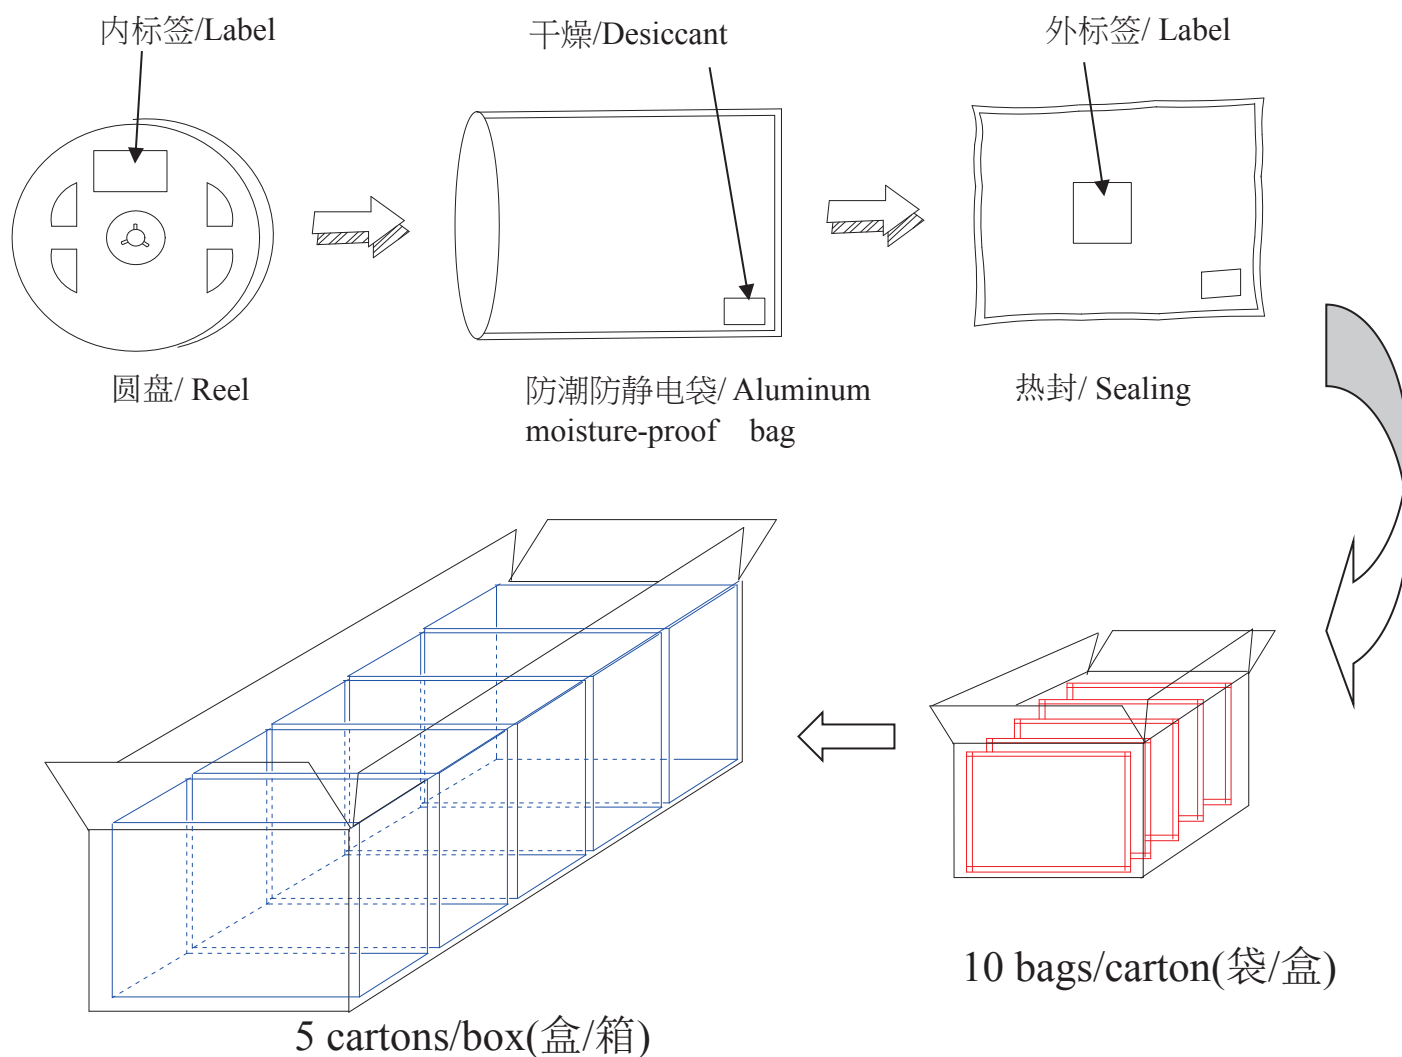 内标签/Label
干燥/Desiccant
外标签/ Label
圆盘/ Reel
防潮防静电袋/ Aluminum
moisture-proof bag
热封/ Sealing
10 bags/carton(袋/盒)
5 cartons/box(盒/箱)